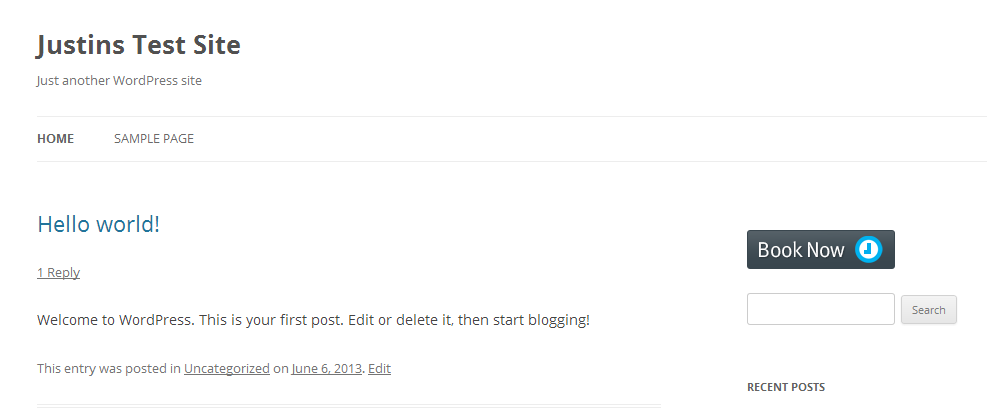 Justins Test Site
Just another WordPress site
HOME SAMPLE PAGE
Hello world!
1 Reply
Welcome to WordPress. This is your first post. Edit or delete it, then start blogging!
This entry was posted in Uncategorized on June 6, 2013. Edit
Book Now
Search
RECENT POSTS